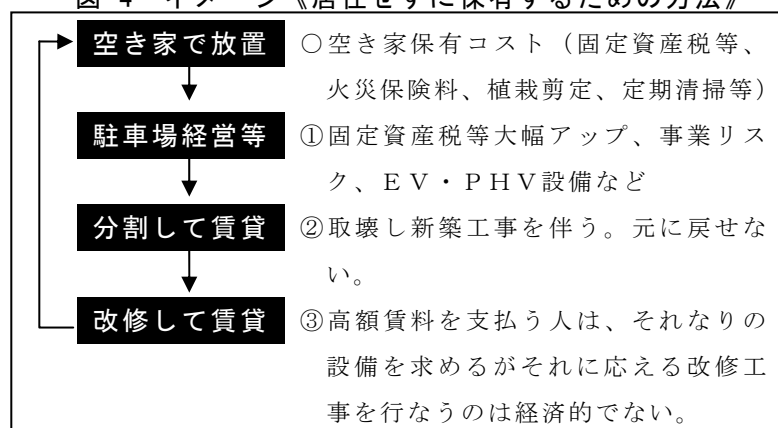 図 4 イメージ《居住せずに保有するための方法》
空き家で放置 ○空き家保有コスト（固定資産税等、
火災保険料、植栽剪定、定期清掃等）
駐車場経営等 ①固定資産税等大幅アップ、事業リス
ク、ＥＶ・ＰＨＶ設備など
分割して賃貸 ②取壊し新築工事を伴う。元に戻せな
い。
改修して賃貸 ③高額賃料を支払う人は、それなりの
設備を求めるがそれに応える改修工
事を行なうのは経済的でない。